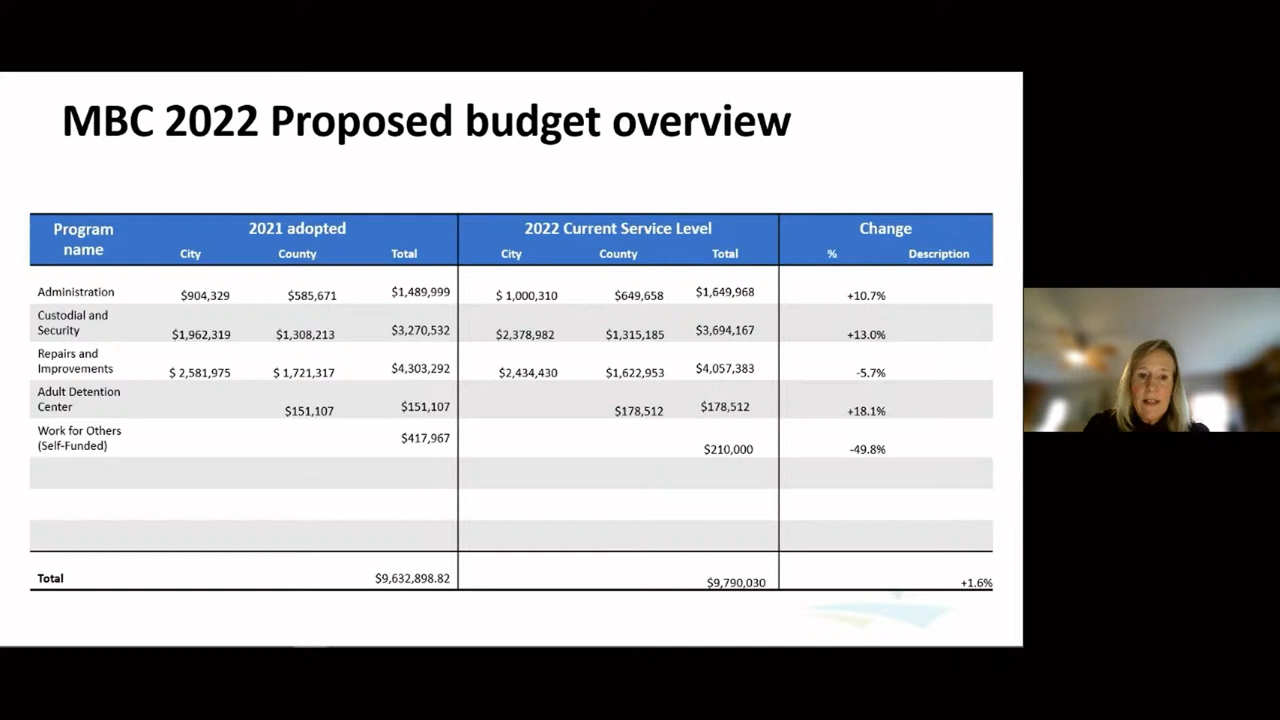 MBC 2022 Proposed budget overview
Program name 2021 adopted 2022 Current Service Level Change
City County Total City County Total % Description
Administration $904,329 $585,671 $1,489,999 $ 1,000,310 $649,658 $1,649,968 +10.7%
Custodial and Security $1,962,319 $1,308,213 $3,270,532 $2,378,982 $1,315,185 $3,694,167 +13.0%
Repairs and Improvements $ 2,581,975 $ 1,721,317 $4,303,292 $2,434,430 $1,622,953 $4,057,383 -5.7%
Adult Detention Center $151,107 $151,107 $178,512 $178,512 +18.1%
Work for Others (Self-Funded) $417,967 $210,000 -49.8%
Total $9,632,898.82 $9,790,030 +1.6%